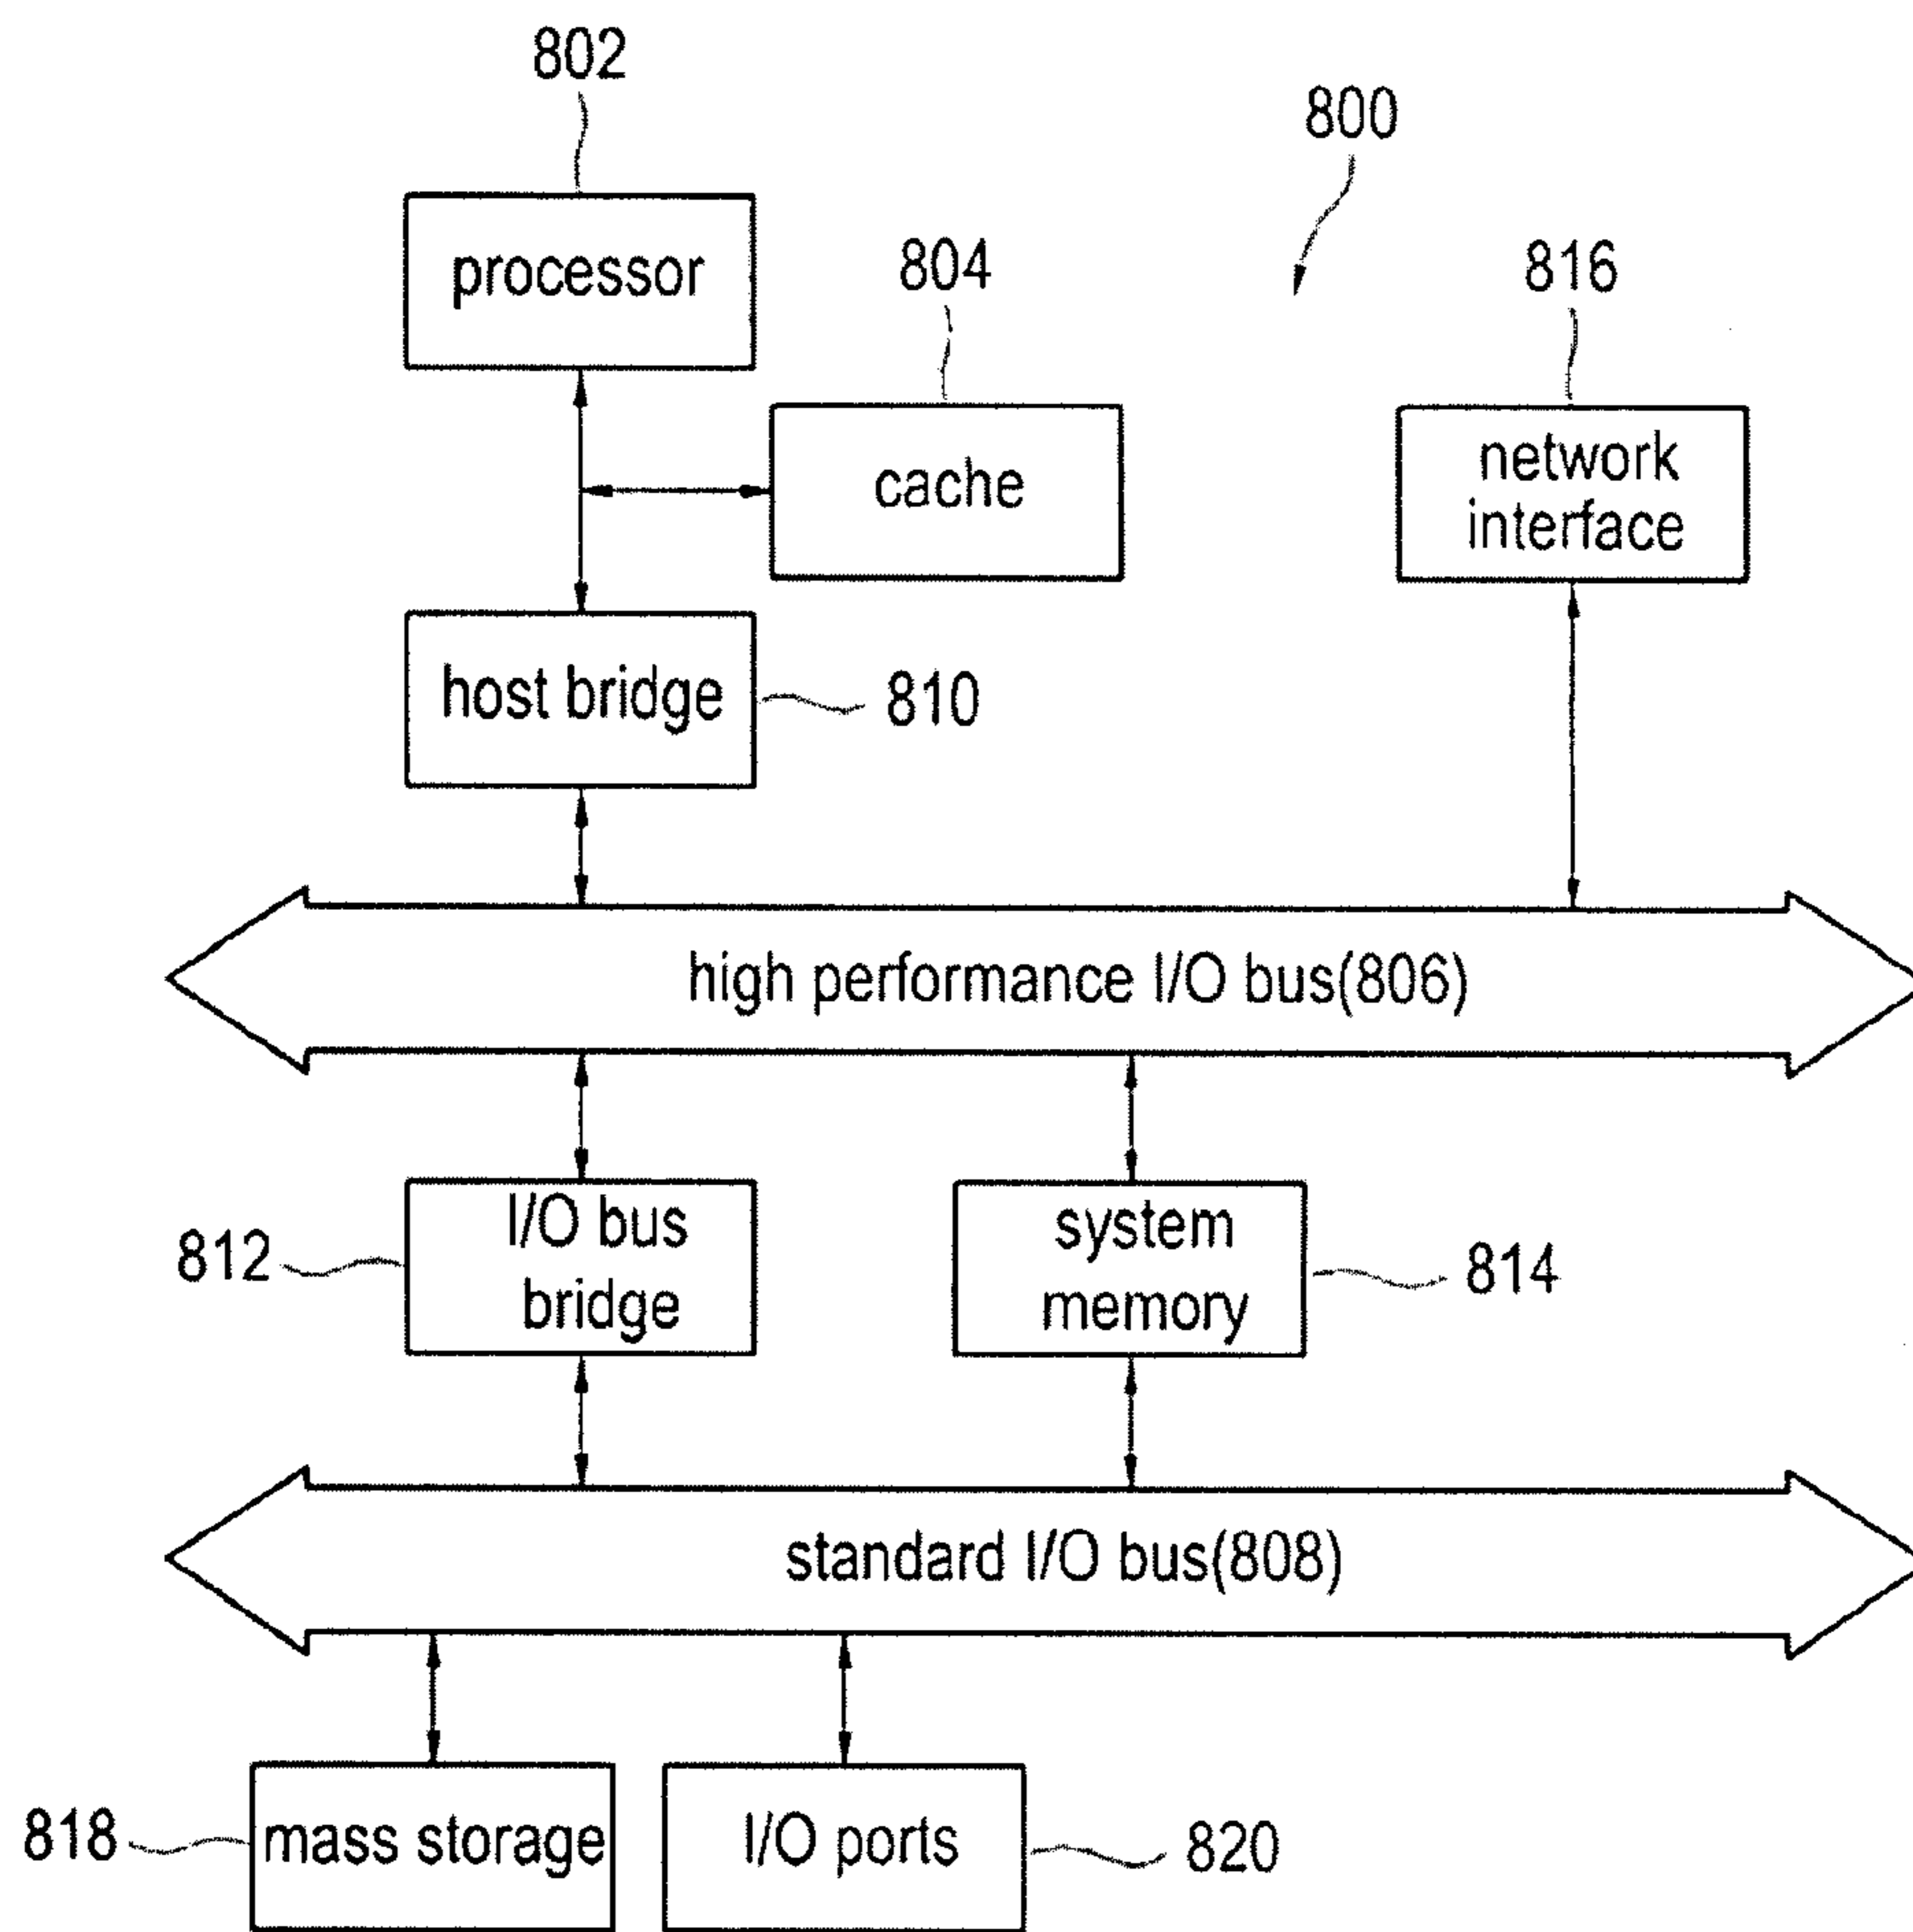 802
800
processor
804
816
cache
network
interface
host bridge
810
high performance I/O bus(806)
812
I/O bus
bridge
system
memory
814
standard I/O bus(808)
818
mass storage
I/O ports
820